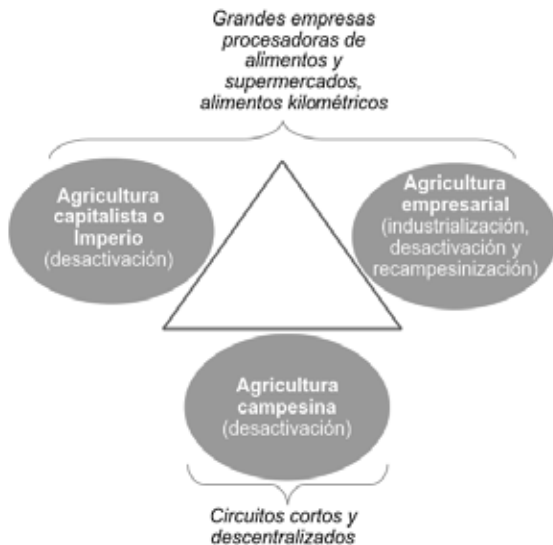 Grandes empresas
procesadoras de
alimentos y
supermercados,
alimentos kilométricos
Agricultura
capitalista o
Imperio
(desactivación)
Agricultura
empresarial
(industrialización,
desactivación y
recampesinización)
Agricultura
campesina
(desactivación)
Circuitos cortos y
descentralizados